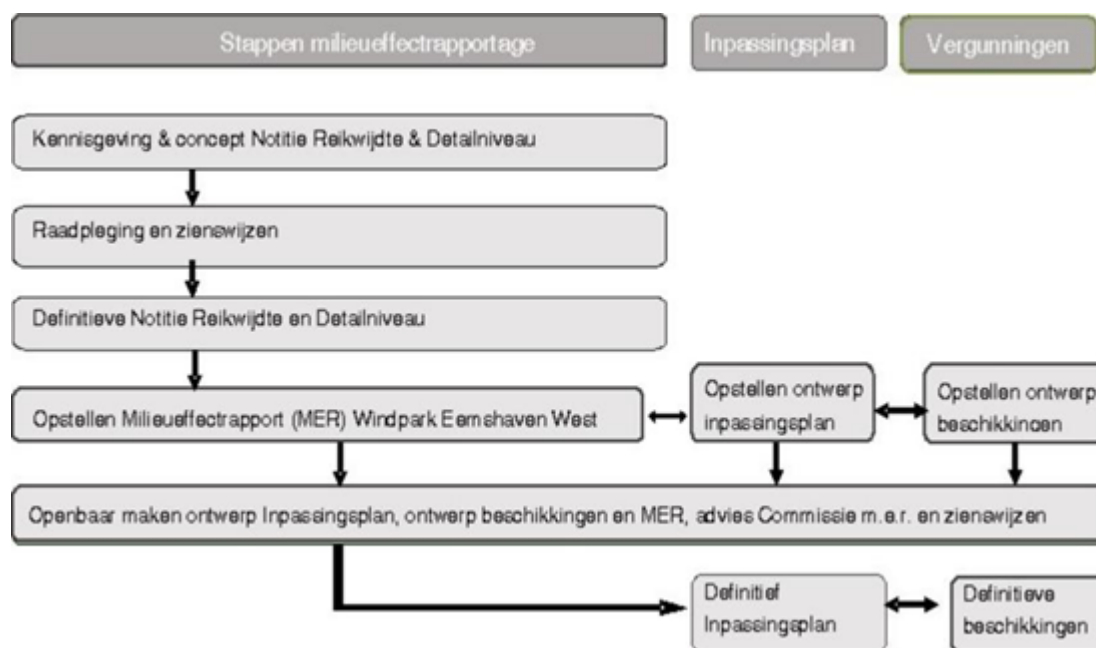 Stappen milieueffectrapportage
Inpassingsplan
Vergunningen
Kennisgeving & concept Notitie Reikwijdte & Detailniveau
Raadpleging en zienswijzen
Definitieve Notitie Reikwijdte en Detailniveau
Opstellen Milieueffectrapport (MER) Windpark Eemshaven West
Opstellen ontwerp
inpassingsplan
Opstellen ontwerp
beschikkingen
Openbaar maken ontwerp Inpassingsplan, ontwerp beschikkingen en MER, advies Commissie m.e.r. en zienswijzen
Definitief
Inpassingsplan
Definitieve
beschikkingen